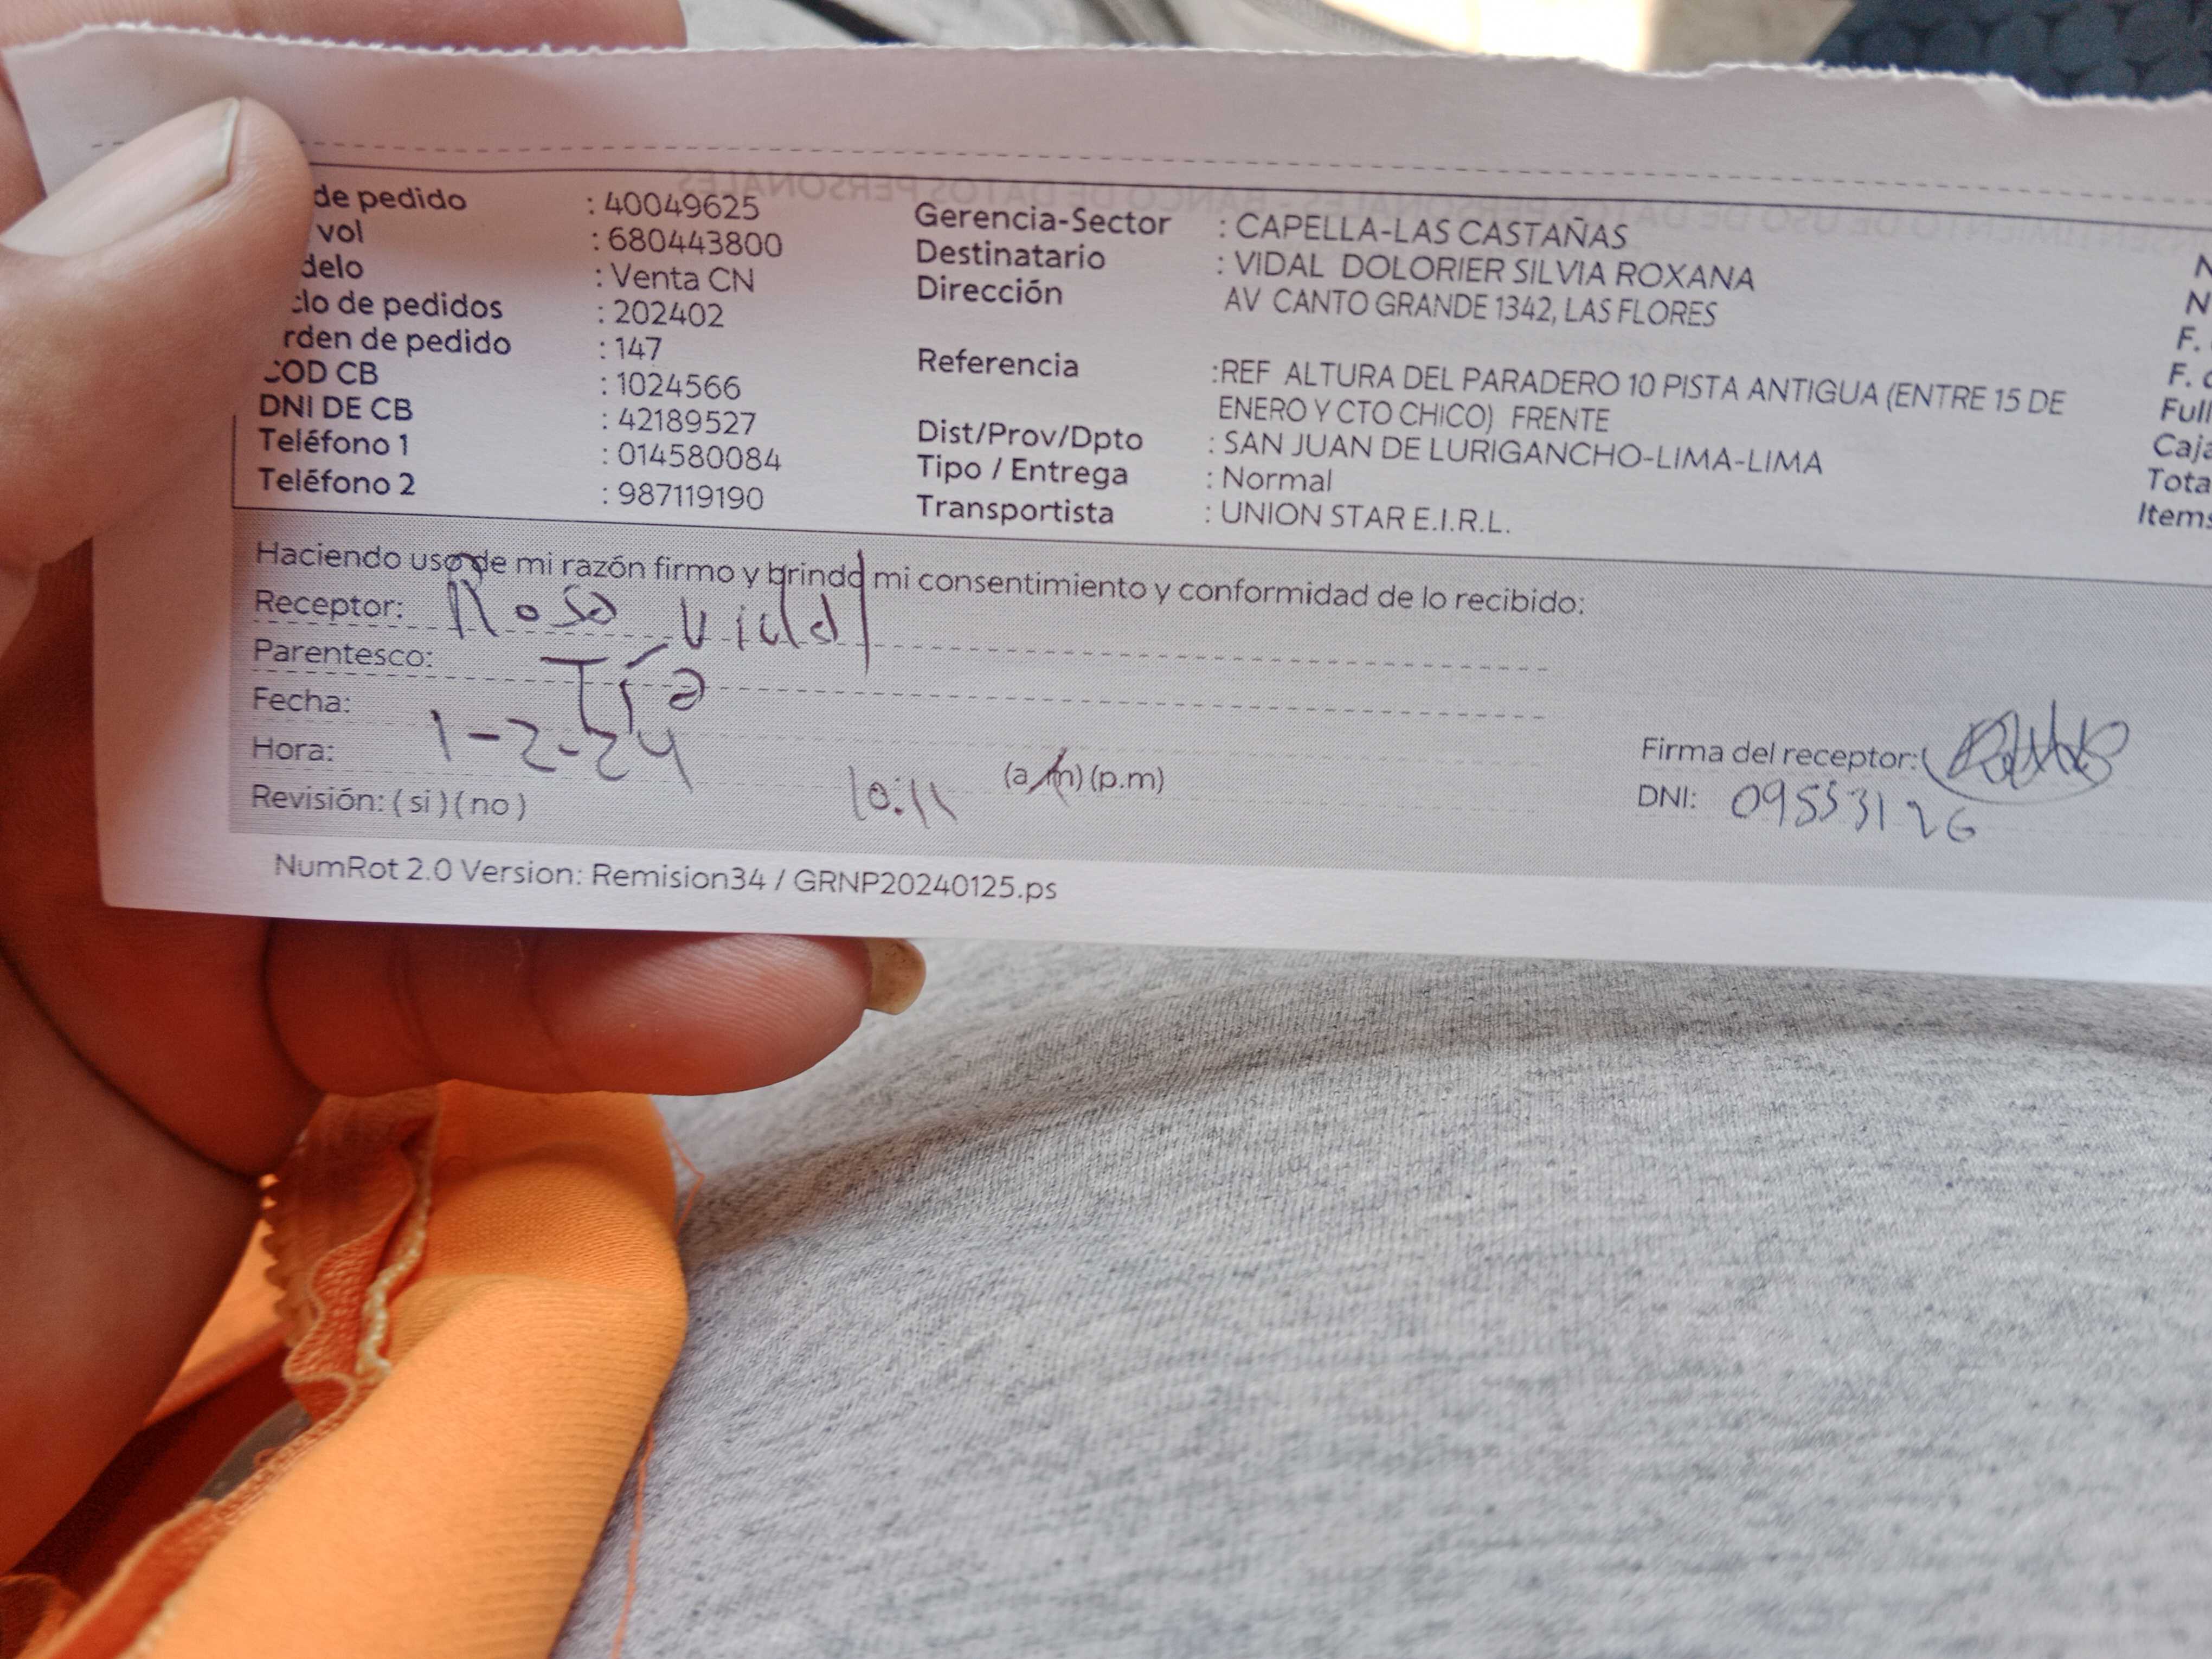 de pedido : 40049625
vol : 680443800
delo : Venta CN
clo de pedidos : 202402
rden de pedido : 147
COD CB : 1024566
DNI DE CB : 42189527
Teléfono 1 : 014580084
Teléfono 2 : 987119190
Gerencia-Sector : CAPELLA-LAS CASTAÑAS
Destinatario : VIDAL DOLORIER SILVIA ROXANA
Dirección AV CANTO GRANDE 1342, LAS FLORES
Referencia :REF ALTURA DEL PARADERO 10 PISTA ANTIGUA (ENTRE 15 DE
ENERO Y CTO CHICO) FRENTE
Dist/Prov/Dpto : SAN JUAN DE LURIGANCHO-LIMA-LIMA
Tipo / Entrega : Normal
Transportista : UNION STAR E.I.R.L.
N
N
F.
F.
Full
Caja
Tota
Items
Haciendo uso de mi razón firmo y brindo mi consentimiento y conformidad de lo recibido:
Receptor: Rosa Vidal
Parentesco: Tía
Fecha: 1-2-24
Hora: 10:11 (a.m) (p.m)
Revisión: ( si ) ( no )
Firma del receptor:
DNI: 09553126
NumRot 2.0 Version: Remision34 / GRNP20240125.ps